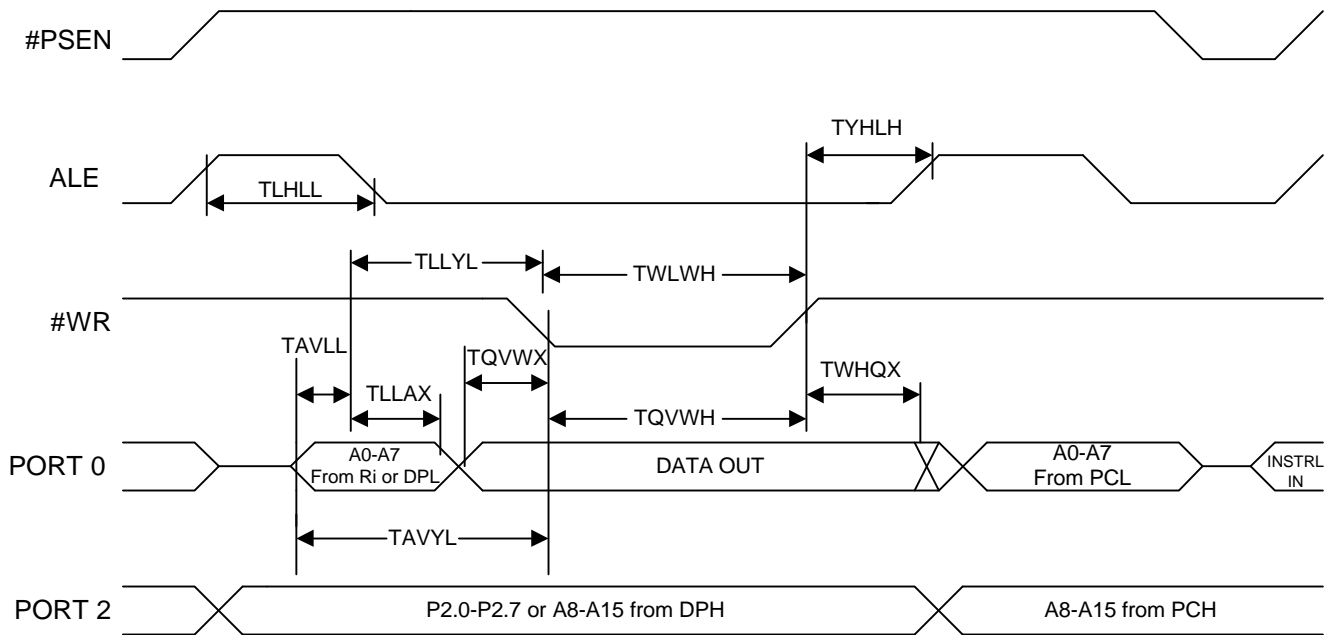 #PSEN
TYHLH
ALE
TLHLL
TLLYL
TWLWH
#WR
TAVLL
TQVWX
TWHQX
TLLAX
TQVWH
PORT 0
A0-A7
From Ri or DPL
DATA OUT
A0-A7
From PCL
INSTRL
IN
TAVYL
PORT 2
P2.0-P2.7 or A8-A15 from DPH
A8-A15 from PCH